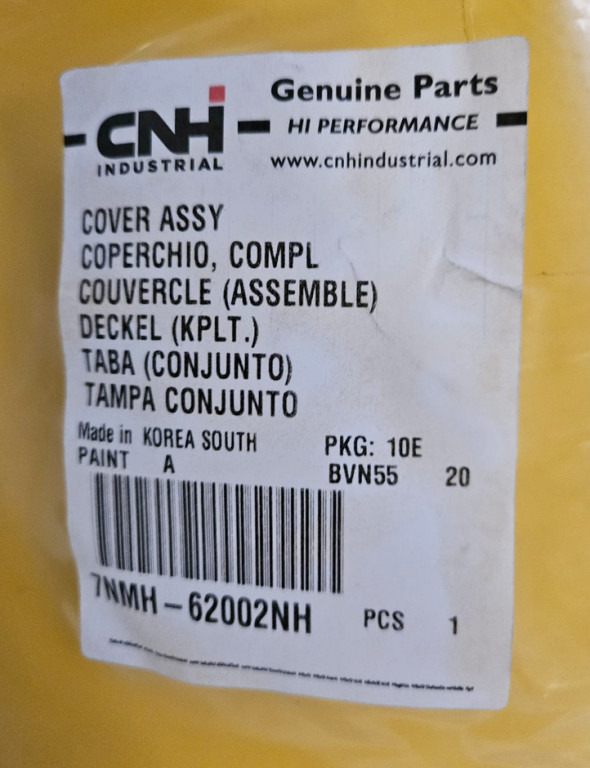 CNH
INDUSTRIAL
Genuine Parts
HI PERFORMANCE
www.cnhindustrial.com
COVER ASSY
COPERCHIO, COMPL
COUVERCLE (ASSEMBLE)
DECKEL (KPLT.)
TABA (CONJUNTO)
TAMPA CONJUNTO
Made in KOREA SOUTH PKG: 10E
PAINT A BVN55 20
7NMH-62002NH PCS 1